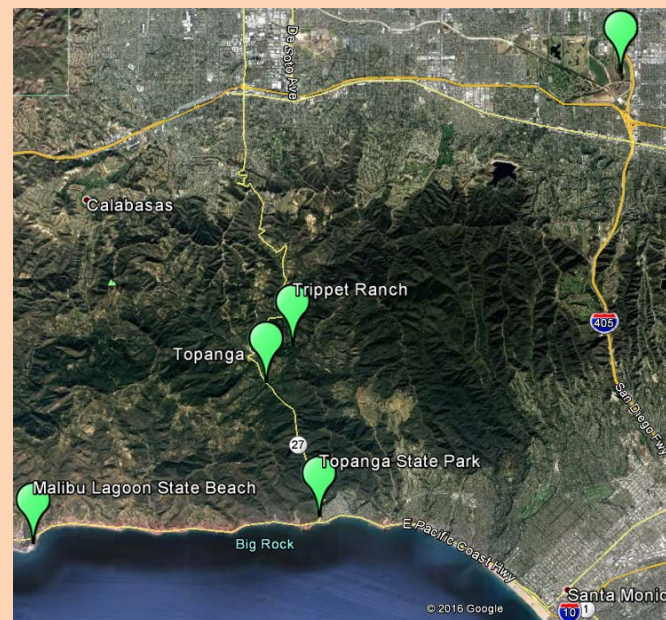 De Soto Ave
Calabasas
Trippet Ranch
405
Topanga
San Diego Fwy
27
Topanga State Park
Malibu Lagoon State Beach
E Pacific Coast Hwy
Big Rock
Santa Monic
© 2016 Google
10
1